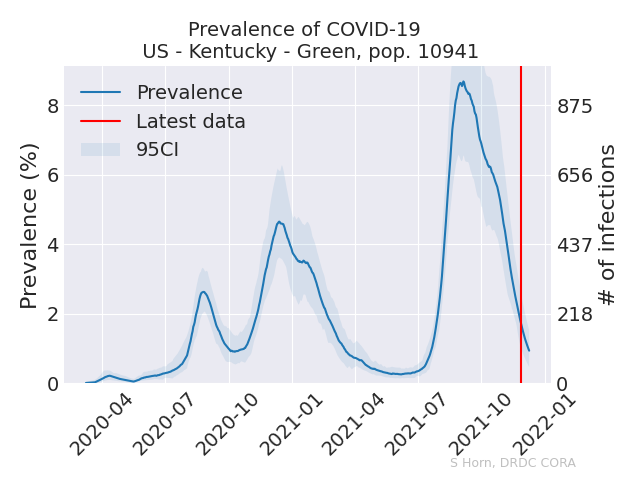 Prevalence of COVID-19
US - Kentucky - Green, pop. 10941
Prevalence
Latest data
95CI
Prevalence (%)
8
6
4
2
0
875
656
437
218
0
# of infections
2020-04
2020-07
2020-10
2021-01
2021-04
2021-07
2021-10
2022-01
S Horn, DRDC CORA